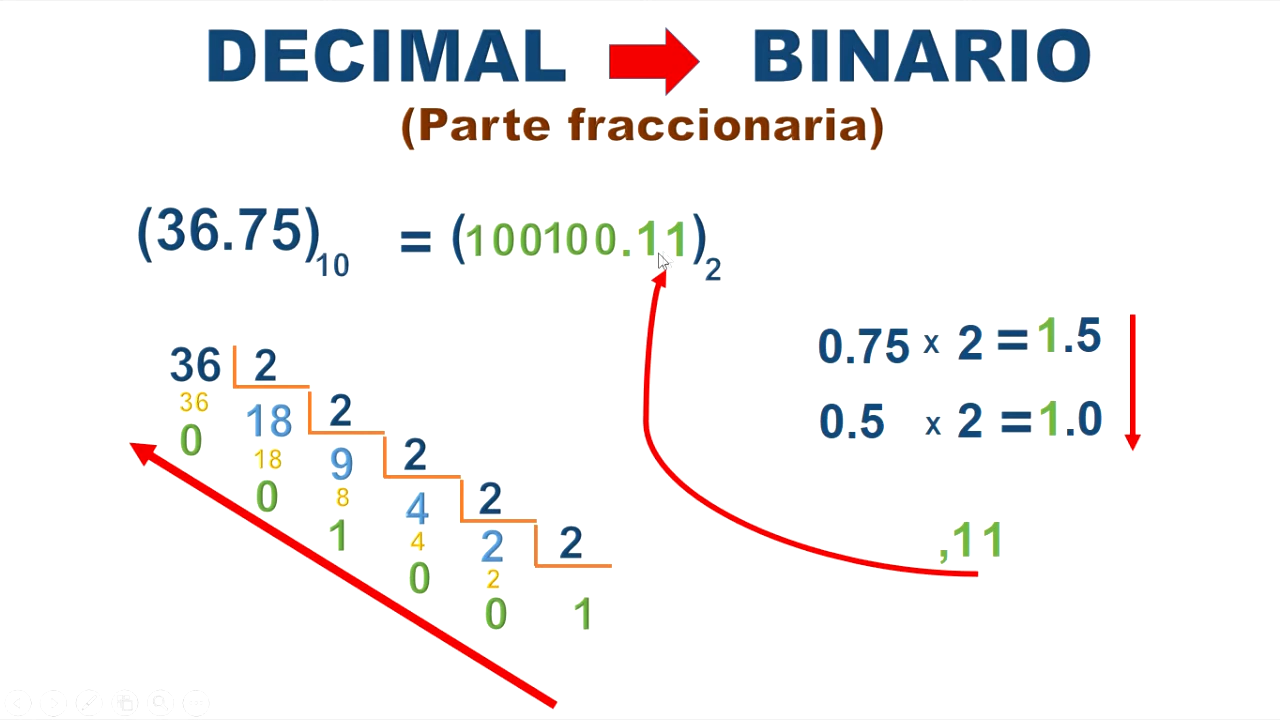 DECIMAL BINARIO
(Parte fraccionaria)
(36.75)10 = (100100.11)2
0.75 x 2 = 1.5
0.5 x 2 = 1.0
,11
36 2
36 18 2
0 18 9 2
0 8 4 2
1 4 2 2
0 2
0 1